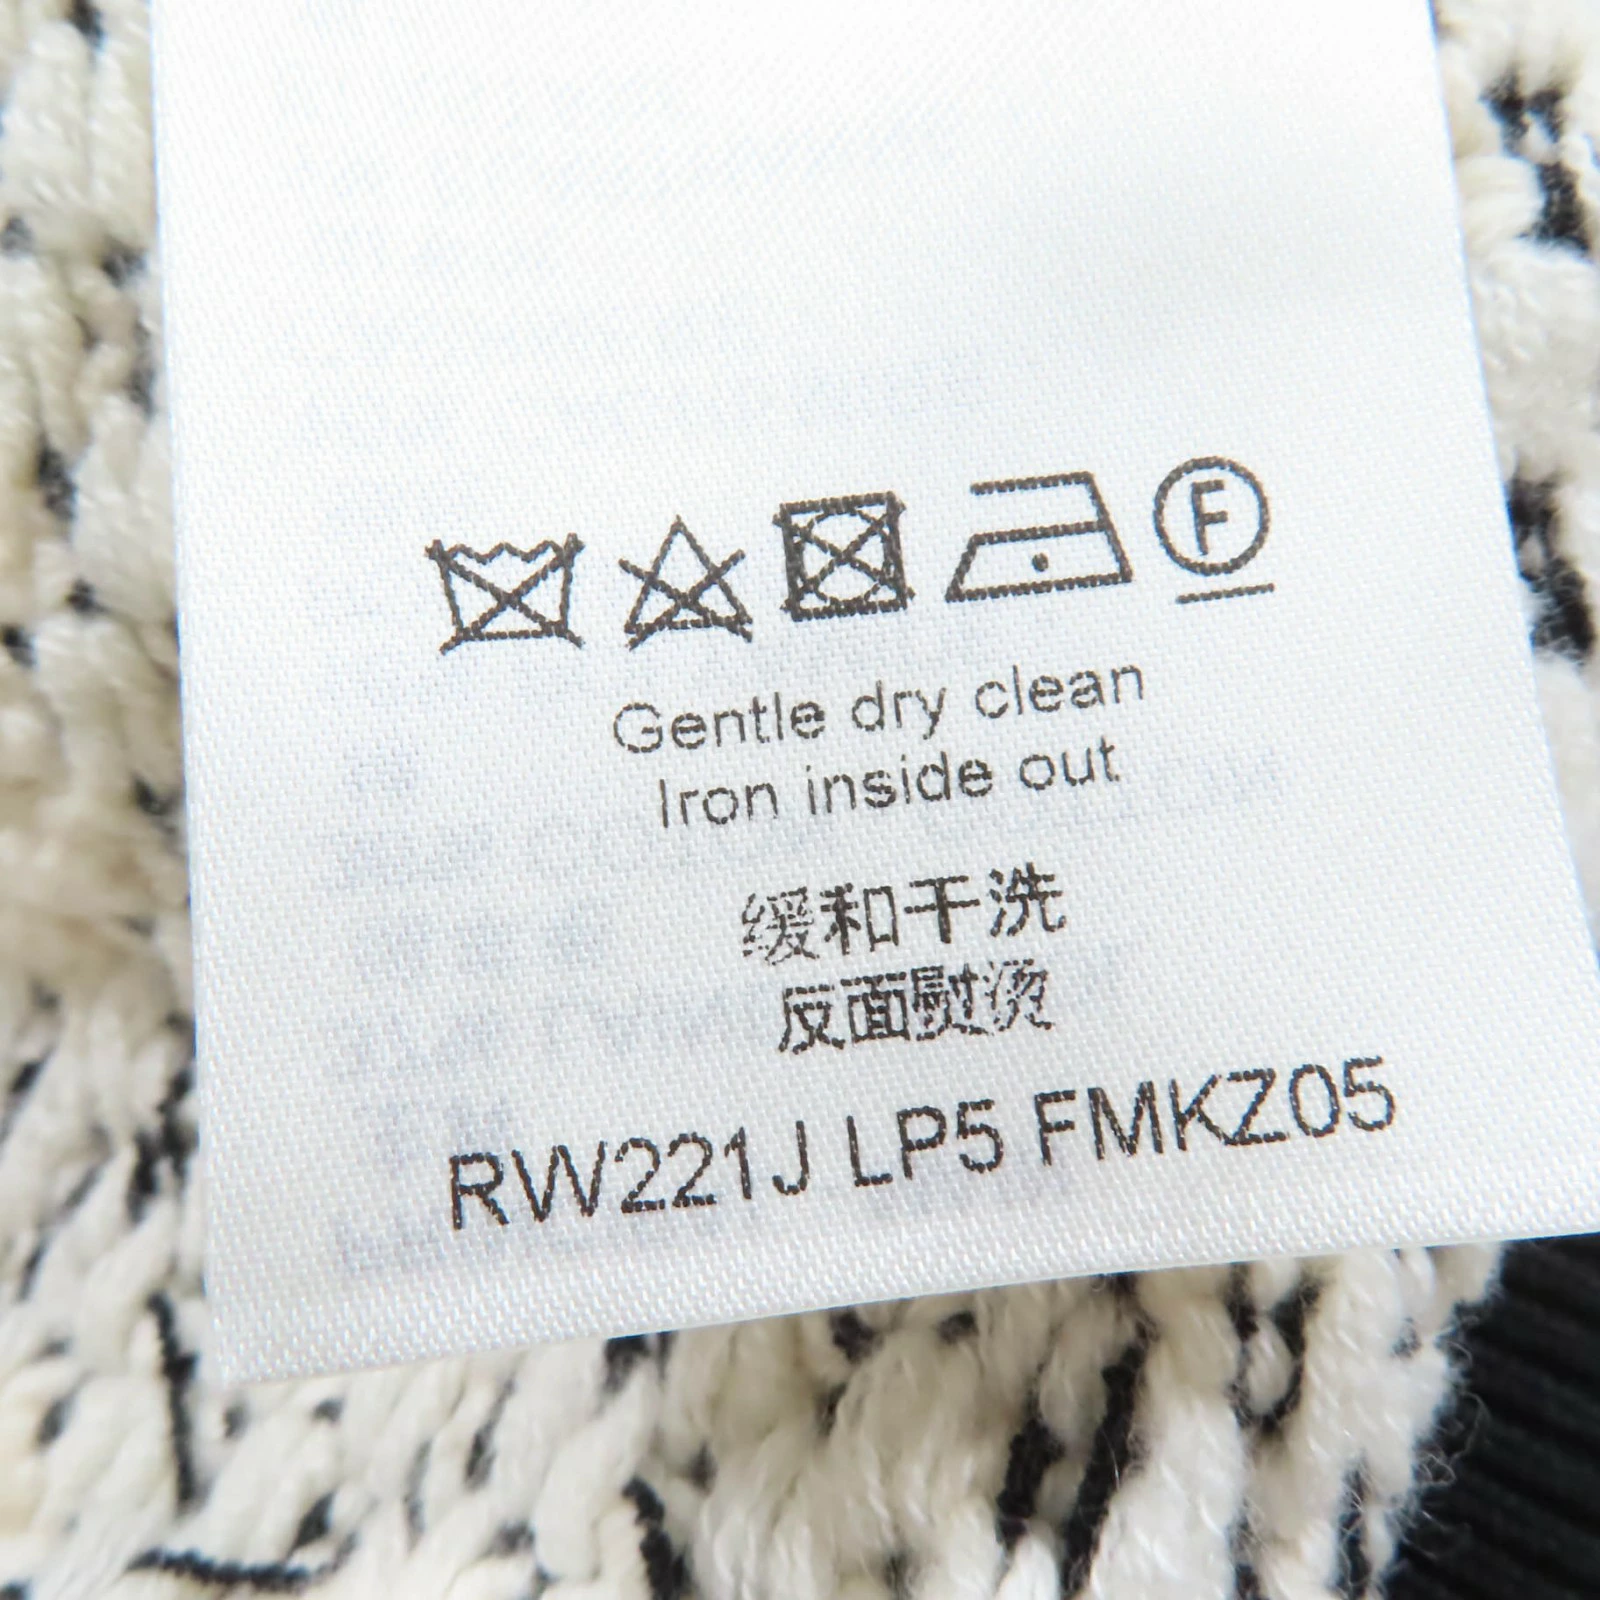 F
Gentle dry clean
Iron inside out
缓和干洗
反面熨烫
RW221J LP5 FMKZ05